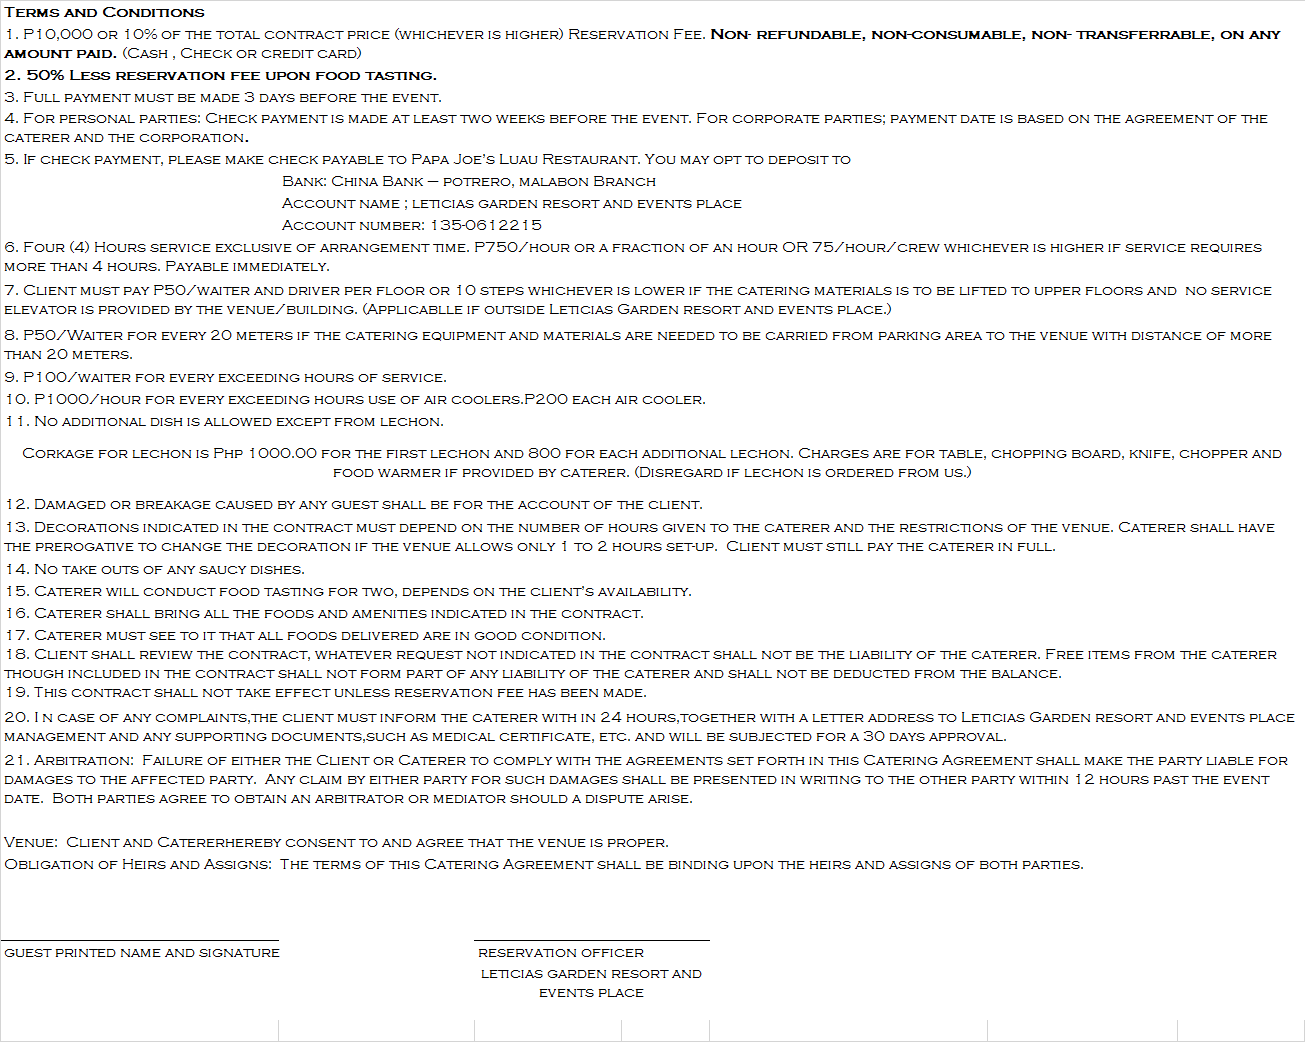 Terms and Conditions
1. P10,000 or 10% of the total contract price (whichever is higher) Reservation Fee. Non- refundable, non-consumable, non- transferrable, on any
amount paid. (Cash , Check or credit card)
2. 50% Less reservation fee upon food tasting.
3. Full payment must be made 3 days before the event.
4. For personal parties: Check payment is made at least two weeks before the event. For corporate parties; payment date is based on the agreement of the
caterer and the corporation.
5. If check payment, please make check payable to Papa Joe's Luau Restaurant. You may opt to deposit to
Bank: China Bank – potrero, malabon Branch
Account name ; leticias garden resort and events place
Account number: 135-0612215
6. Four (4) Hours service exclusive of arrangement time. P750/hour or a fraction of an hour OR 75/hour/crew whichever is higher if service requires
more than 4 hours. Payable immediately.
7. Client must pay P50/waiter and driver per floor or 10 steps whichever is lower if the catering materials is to be lifted to upper floors and  no service
elevator is provided by the venue/building. (Applicablle if outside Leticias Garden resort and events place.)
8. P50/Waiter for every 20 meters if the catering equipment and materials are needed to be carried from parking area to the venue with distance of more
than 20 meters.
9. P100/waiter for every exceeding hours of service.
10. P1000/hour for every exceeding hours use of air coolers.P200 each air cooler.
11. No additional dish is allowed except from lechon.
Corkage for lechon is Php 1000.00 for the first lechon and 800 for each additional lechon. Charges are for table, chopping board, knife, chopper and
food warmer if provided by caterer. (Disregard if lechon is ordered from us.)
12. Damaged or breakage caused by any guest shall be for the account of the client.
13. Decorations indicated in the contract must depend on the number of hours given to the caterer and the restrictions of the venue. Caterer shall have
the prerogative to change the decoration if the venue allows only 1 to 2 hours set-up.  Client must still pay the caterer in full.
14. No take outs of any saucy dishes.
15. Caterer will conduct food tasting for two, depends on the client's availability.
16. Caterer shall bring all the foods and amenities indicated in the contract.
17. Caterer must see to it that all foods delivered are in good condition.
18. Client shall review the contract, whatever request not indicated in the contract shall not be the liability of the caterer. Free items from the caterer
though included in the contract shall not form part of any liability of the caterer and shall not be deducted from the balance.
19. This contract shall not take effect unless reservation fee has been made.
20. I n case of any complaints,the client must inform the caterer with in 24 hours,together with a letter address to Leticias Garden resort and events place
management and any supporting documents,such as medical certificate, etc. and will be subjected for a 30 days approval.
21. Arbitration:  Failure of either the Client or Caterer to comply with the agreements set forth in this Catering Agreement shall make the party liable for
damages to the affected party.  Any claim by either party for such damages shall be presented in writing to the other party within 12 hours past the event
date.  Both parties agree to obtain an arbitrator or mediator should a dispute arise.
Venue:  Client and Catererhereby consent to and agree that the venue is proper.
Obligation of Heirs and Assigns:  The terms of this Catering Agreement shall be binding upon the heirs and assigns of both parties.
guest printed name and signature
reservation officer
leticias garden resort and
events place